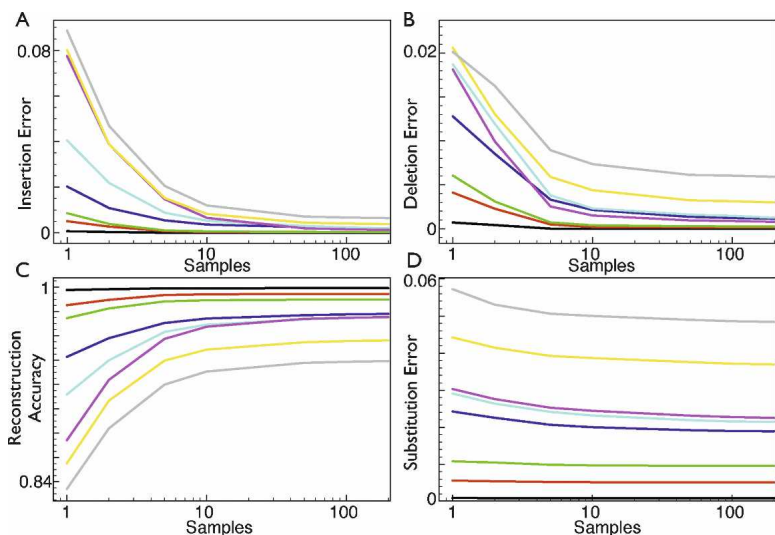 A
0.08
Insertion Error
0
1
10
100
Samples
B
0.02
Deletion Error
0
1
10
100
Samples
C
1
Reconstruction
Accuracy
0.84
1
10
100
Samples
D
0.06
Substitution Error
0
1
10
100
Samples